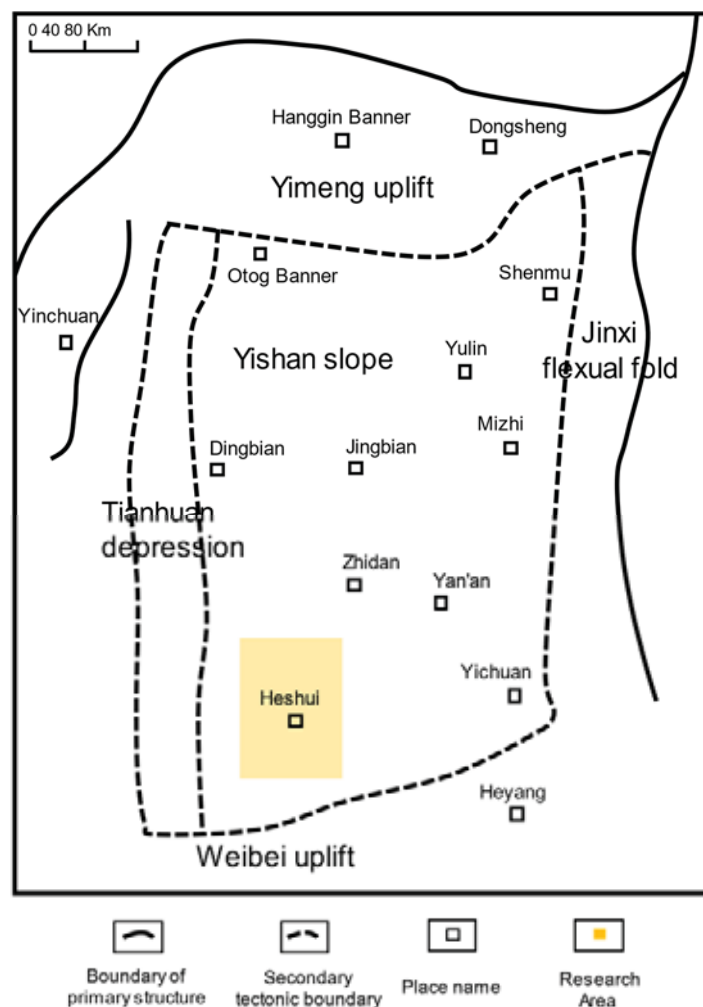 0 40 80 Km
Hanggin Banner
Dongsheng
Yimeng uplift
Otog Banner
Shenmu
Yinchuan
Jinxi
flexual fold
Yishan slope
Yulin
Mizhi
Dingbian
Jingbian
Tianhuan
depression
Zhidan
Yan'an
Yichuan
Heshui
Heyang
Weibei uplift
Boundary of
primary structure
Secondary
tectonic boundary
Place name
Research
Area